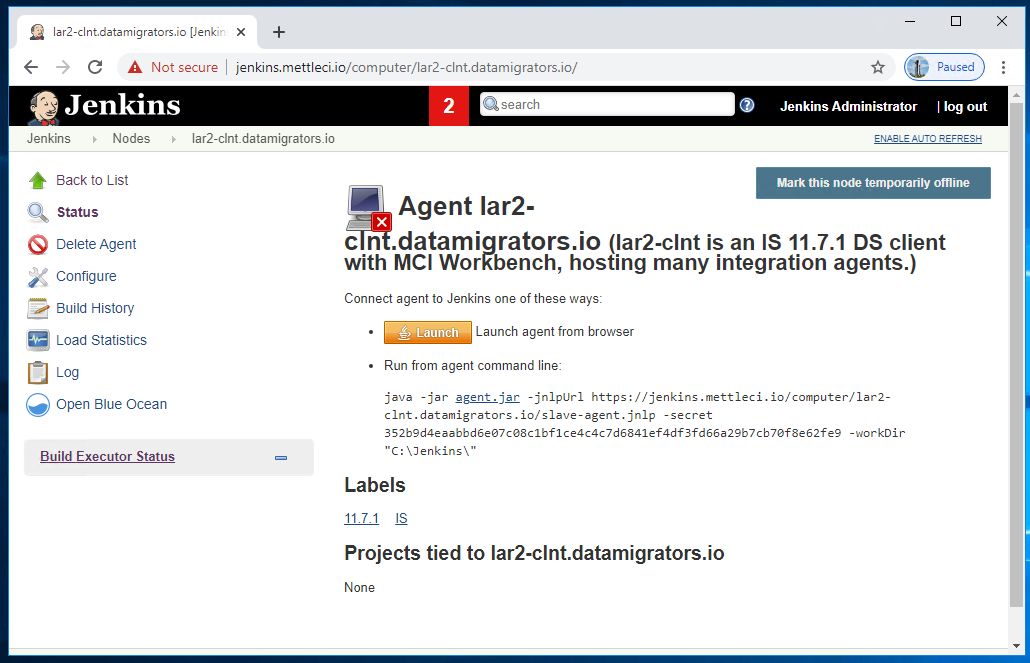 lar2-clnt.datamigrators.io [Jenkin
Not secure
jenkins.mettleci.io/computer/lar2-clnt.datamigrators.io/
Paused
Jenkins
2
search
Jenkins Administrator
| log out
Jenkins
Nodes
lar2-clnt.datamigrators.io
ENABLE AUTO REFRESH
Back to List
Status
Delete Agent
Configure
Build History
Load Statistics
Log
Open Blue Ocean
Build Executor Status
Mark this node temporarily offline
Agent lar2-
clnt.datamigrators.io (lar2-clnt is an IS 11.7.1 DS client
with MCI Workbench, hosting many integration agents.)
Connect agent to Jenkins one of these ways:
• Launch Launch agent from browser
• Run from agent command line:
java -jar agent.jar -jnlpUrl https://jenkins.mettleci.io/computer/lar2-
clnt.datamigrators.io/slave-agent.jnlp -secret
352b9d4eaabbd6e07c08c1bf1ce4c4c7d6841ef4df3fd66a29b7cb70f8e62fe9 -workDir
"C:\Jenkins\"
Labels
11.7.1 IS
Projects tied to lar2-clnt.datamigrators.io
None